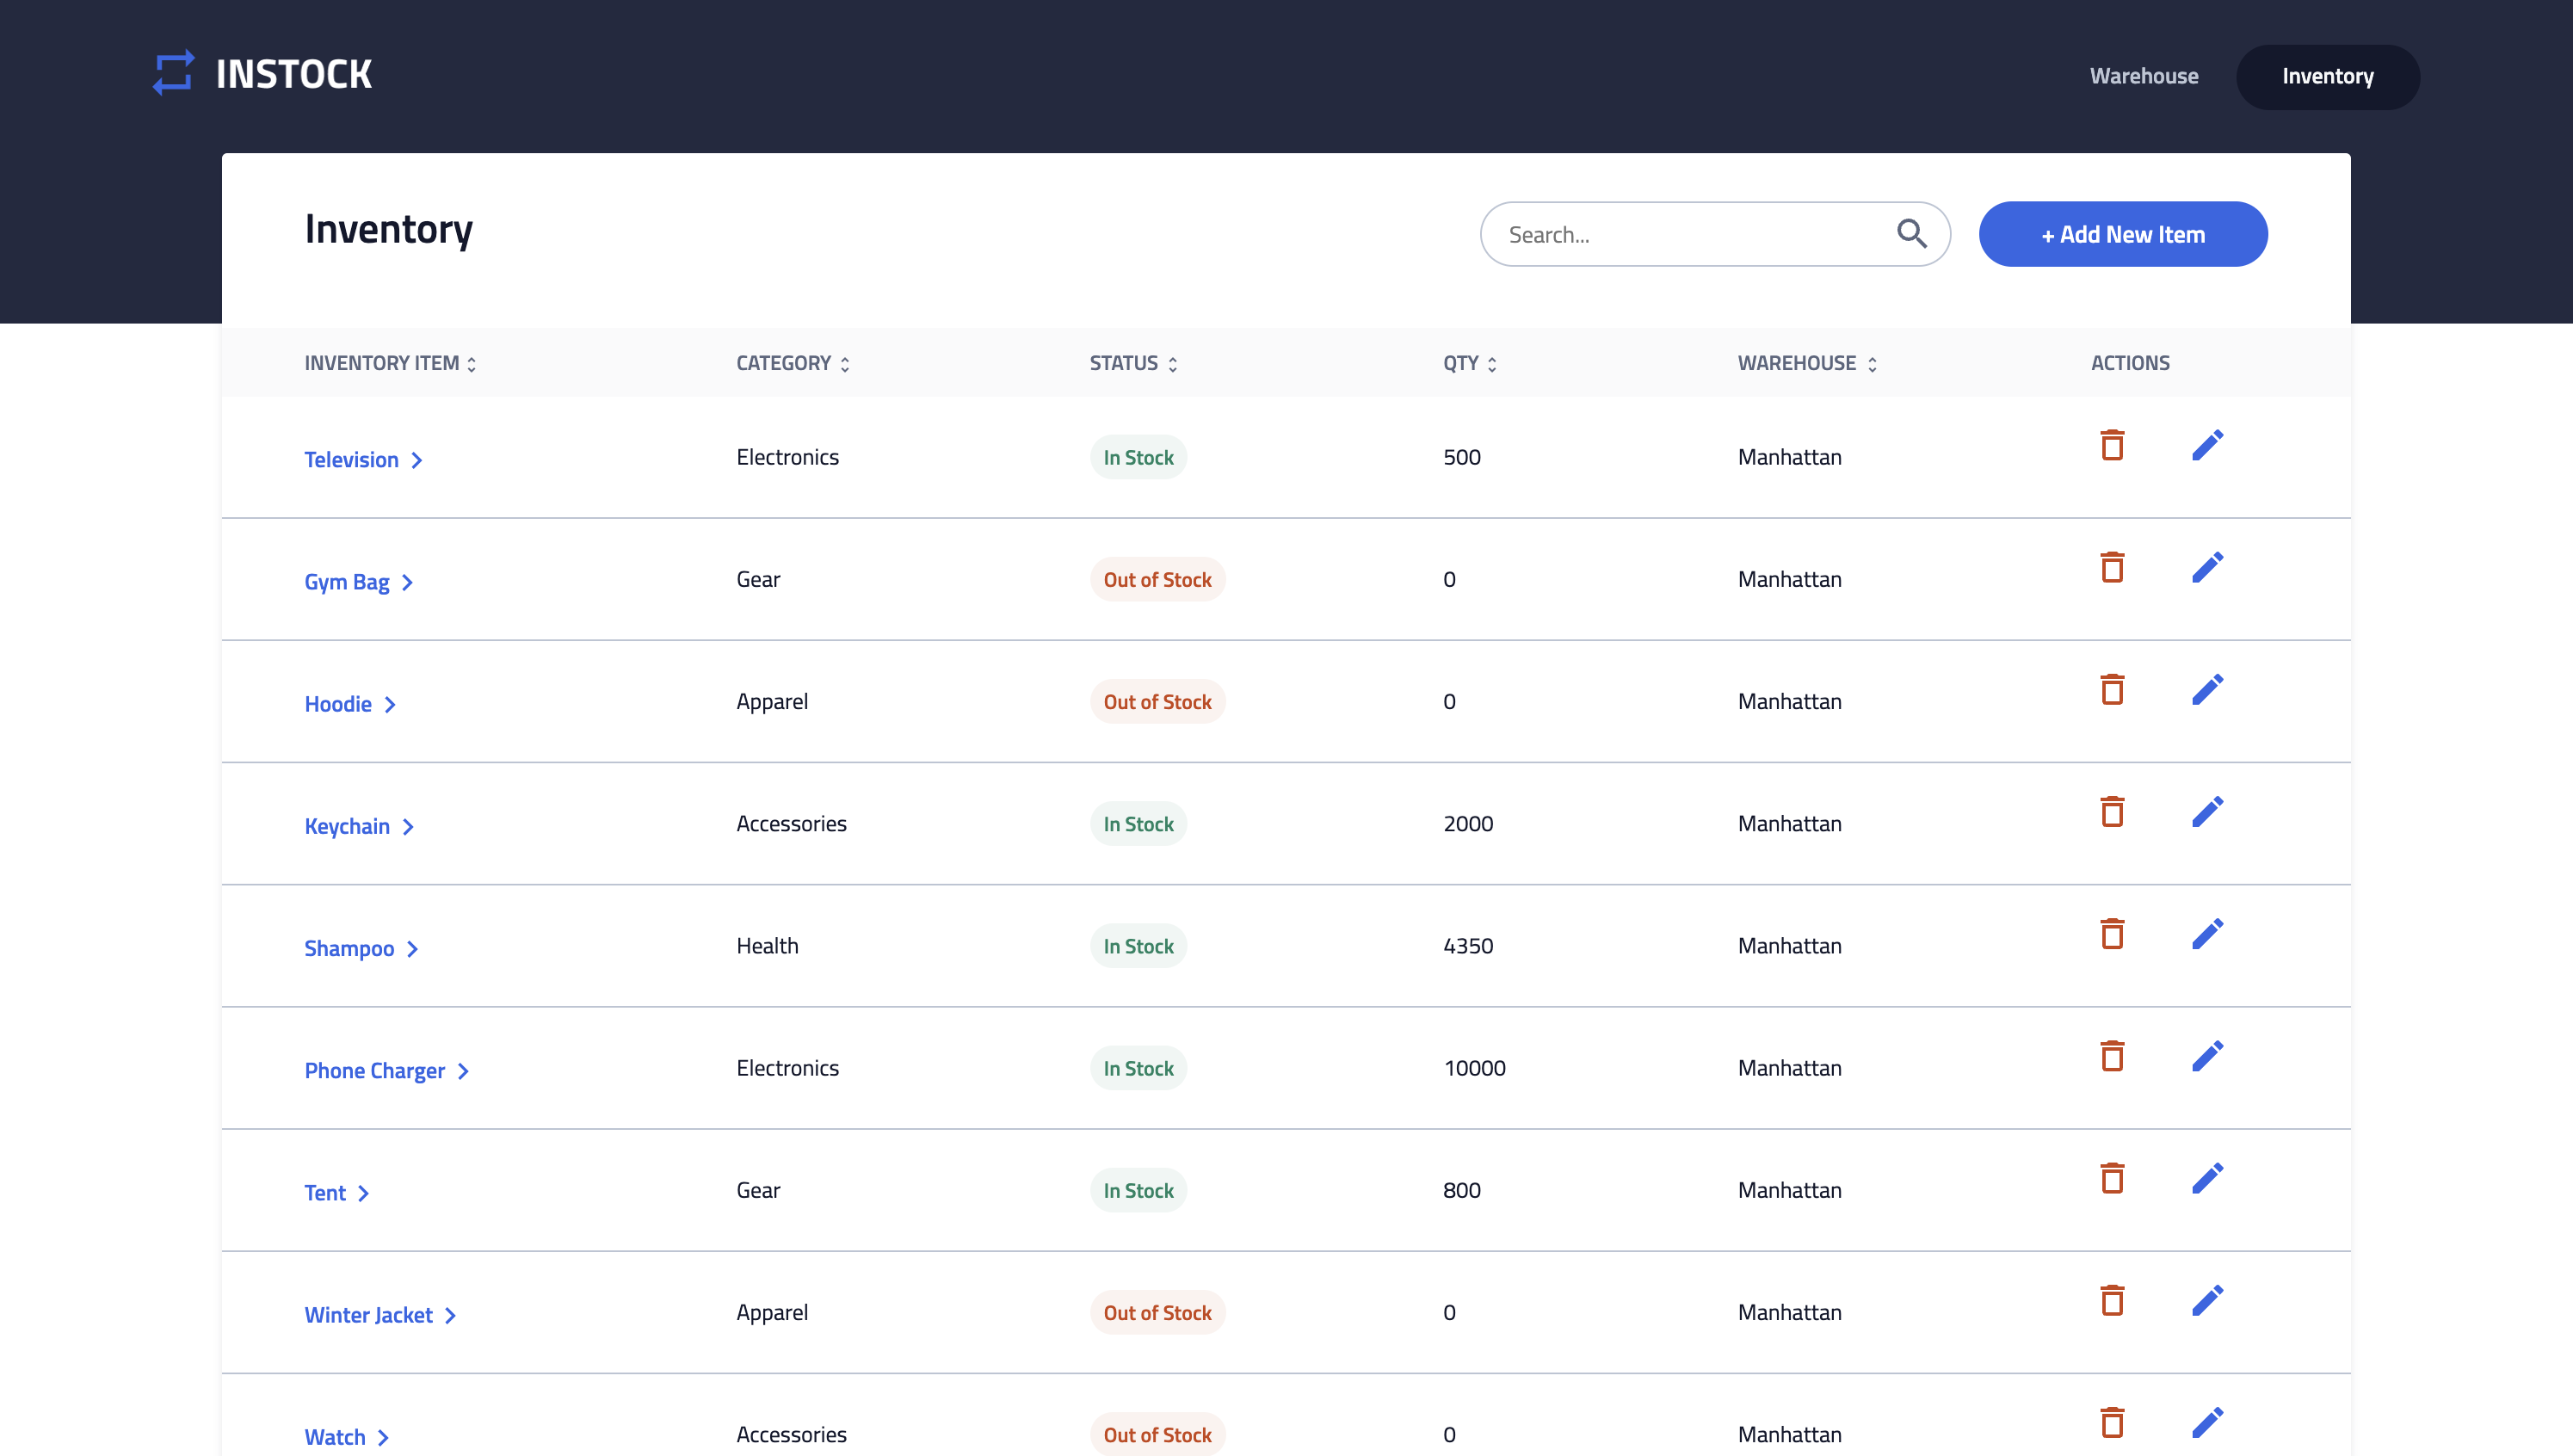 INSTOCK Warehouse Inventory
Inventory Search... + Add New Item
INVENTORY ITEM CATEGORY STATUS QTY WAREHOUSE ACTIONS
Television Electronics In Stock 500 Manhattan
Gym Bag Gear Out of Stock 0 Manhattan
Hoodie Apparel Out of Stock 0 Manhattan
Keychain Accessories In Stock 2000 Manhattan
Shampoo Health In Stock 4350 Manhattan
Phone Charger Electronics In Stock 10000 Manhattan
Tent Gear In Stock 800 Manhattan
Winter Jacket Apparel Out of Stock 0 Manhattan
Watch Accessories Out of Stock 0 Manhattan